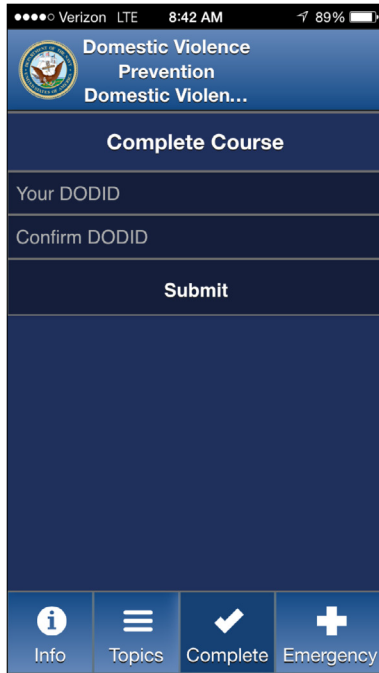 Verizon LTE 8:42 AM 89%
Domestic Violence
Prevention
Domestic Violen...
Complete Course
Your DODID
Confirm DODID
Submit
Info Topics Complete Emergency